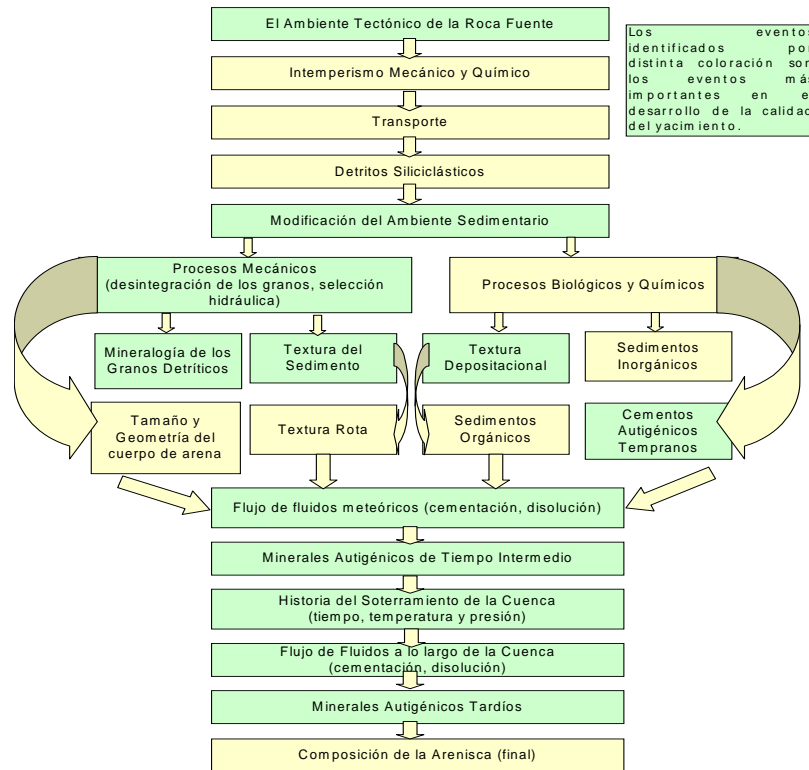 El Ambiente Tectónico de la Roca Fuente
Los eventos
identificados por
distinta coloración son
los eventos más
importantes en el
desarrollo de la calidad
del yacimiento.
Intemperismo Mecánico y Químico
Transporte
Detritos Siliciclásticos
Modificación del Ambiente Sedimentario
Procesos Mecánicos
(desintegración de los granos, selección
hidráulica)
Procesos Biológicos y Químicos
Mineralogía de los
Granos Detríticos
Textura del
Sedimento
Textura
Depositacional
Sedimentos
Inorgánicos
Tamaño y
Geometría del
cuerpo de arena
Textura Rota
Sedimentos
Orgánicos
Cementos
Autigénicos
Tempranos
Flujo de fluidos meteóricos (cementación, disolución)
Minerales Autigénicos de Tiempo Intermedio
Historia del Soterramiento de la Cuenca
(tiempo, temperatura y presión)
Flujo de Fluidos a lo largo de la Cuenca
(cementación, disolución)
Minerales Autigénicos Tardíos
Composición de la Arenisca (final)